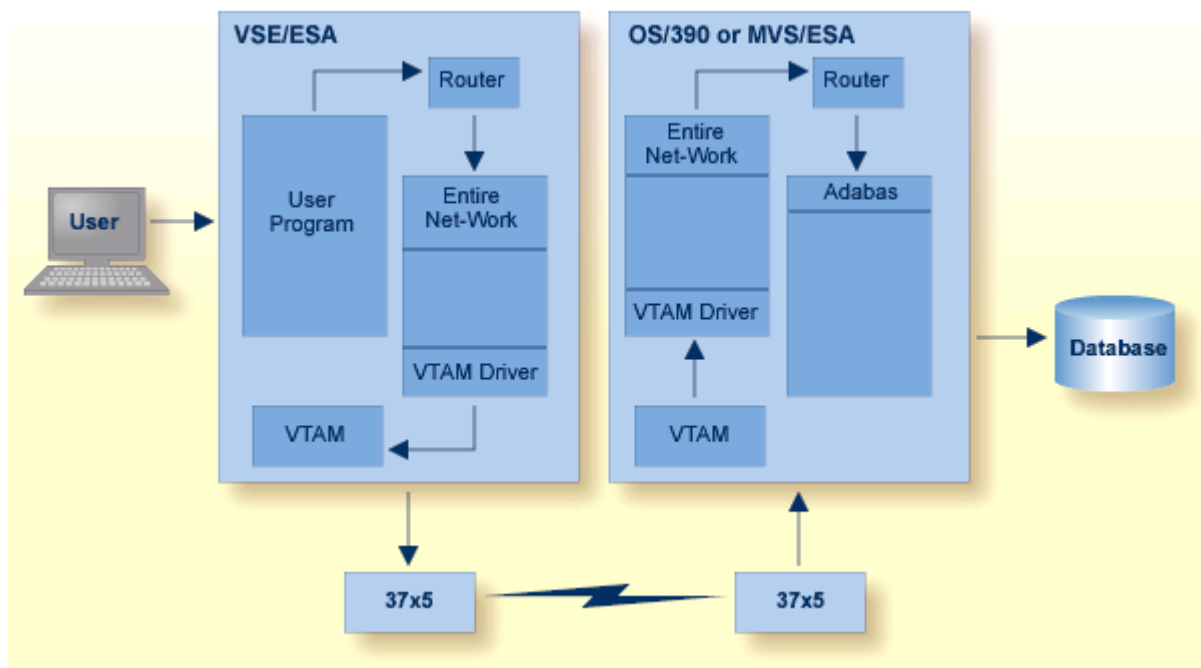 VSE/ESA
Router
User
Program
Entire
Net-Work
VTAM Driver
VTAM
User
OS/390 or MVS/ESA
Router
Entire
Net-Work
VTAM Driver
Adabas
VTAM
Database
37x5
37x5